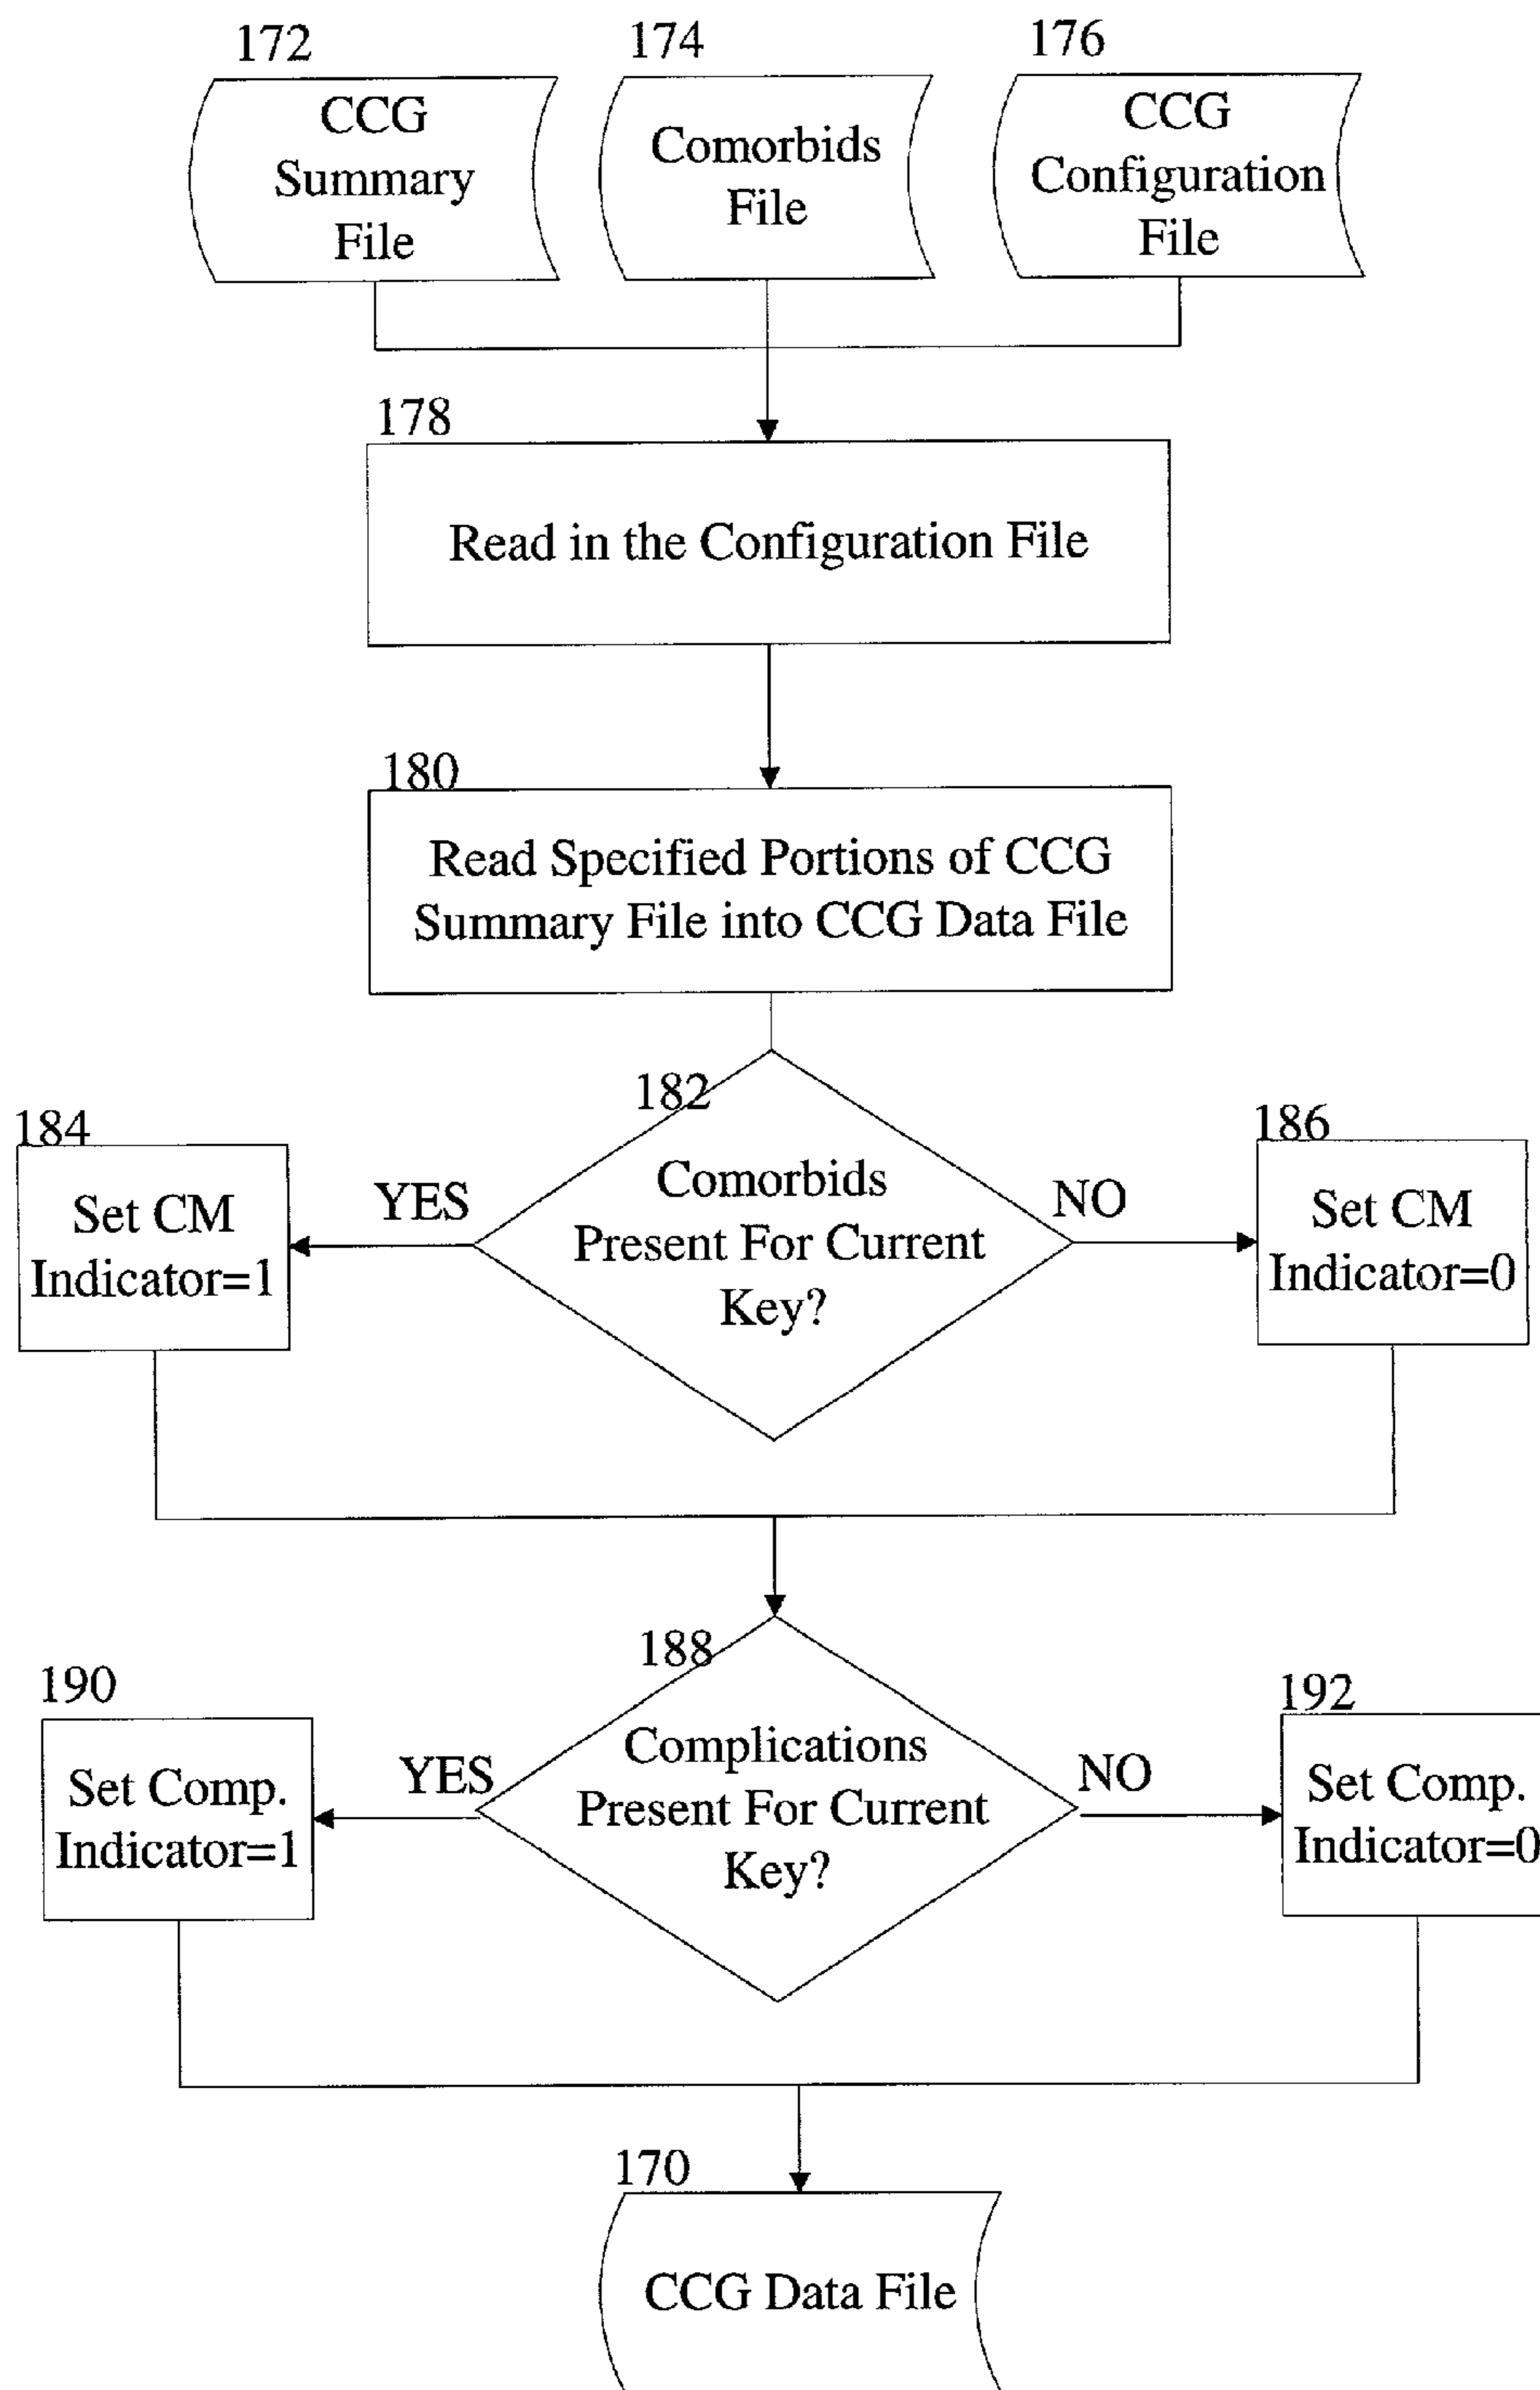 172
174
176
CCG
Summary
File
Comorbids
File
CCG
Configuration
File
178
Read in the Configuration File
180
Read Specified Portions of CCG
Summary File into CCG Data File
182
184
186
Set CM
Indicator=1
YES
Comorbids
Present For Current
Key?
NO
Set CM
Indicator=0
188
190
192
Set Comp.
Indicator=1
YES
Complications
Present For Current
Key?
NO
Set Comp.
Indicator=0
170
CCG Data File